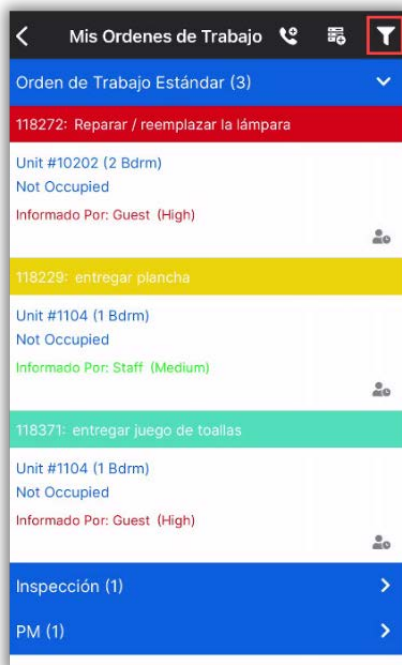 Mis Ordenes de Trabajo
Orden de Trabajo Estándar (3)
118272: Reparar / reemplazar la lámpara
Unit #10202 (2 Bdrm)
Not Occupied
Informado Por: Guest (High)
118229: entregar plancha
Unit #1104 (1 Bdrm)
Not Occupied
Informado Por: Staff (Medium)
118371: entregar juego de toallas
Unit #1104 (1 Bdrm)
Not Occupied
Informado Por: Guest (High)
Inspección (1)
PM (1)